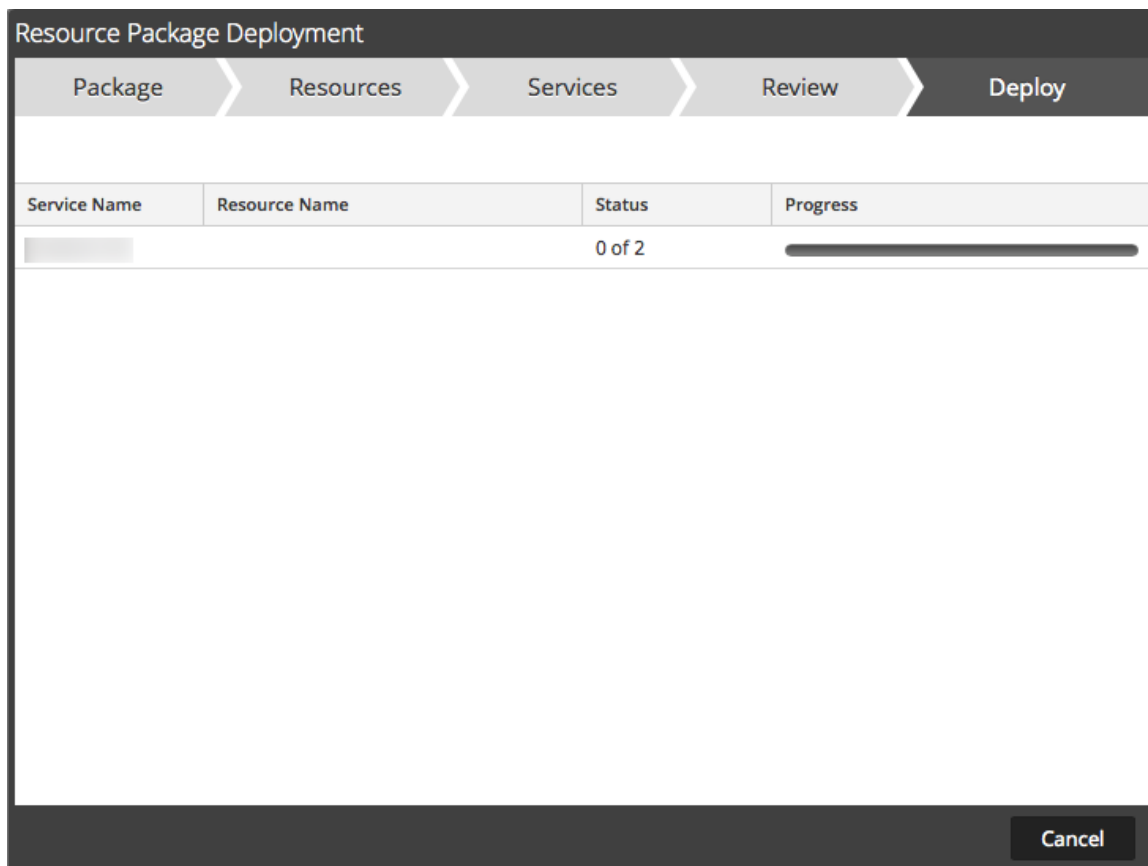 Resource Package Deployment
Package Resources Services Review Deploy
Service Name Resource Name Status Progress
0 of 2
Cancel